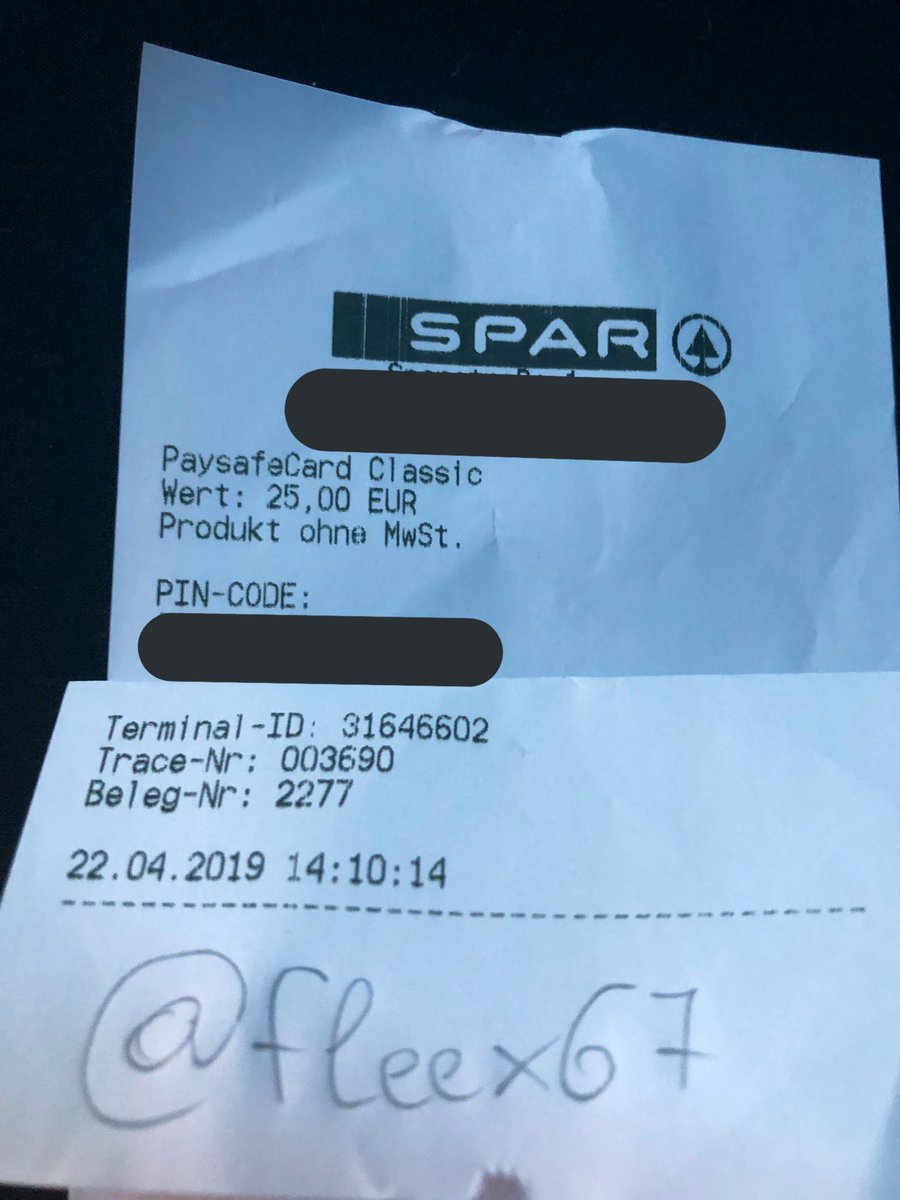 SPAR
PaysafeCard Classic
Wert: 25,00 EUR
Produkt ohne MwSt.
PIN-CODE:
Terminal-ID: 31646602
Trace-Nr: 003690
Beleg-Nr: 2277
22.04.2019 14:10:14
@fleex67